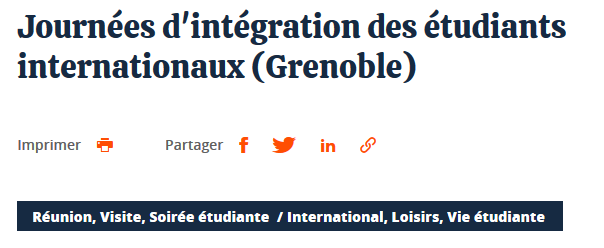 Journées d'intégration des étudiants
internationaux (Grenoble)
Imprimer Partager
Réunion, Visite, Soirée étudiante / International, Loisirs, Vie étudiante